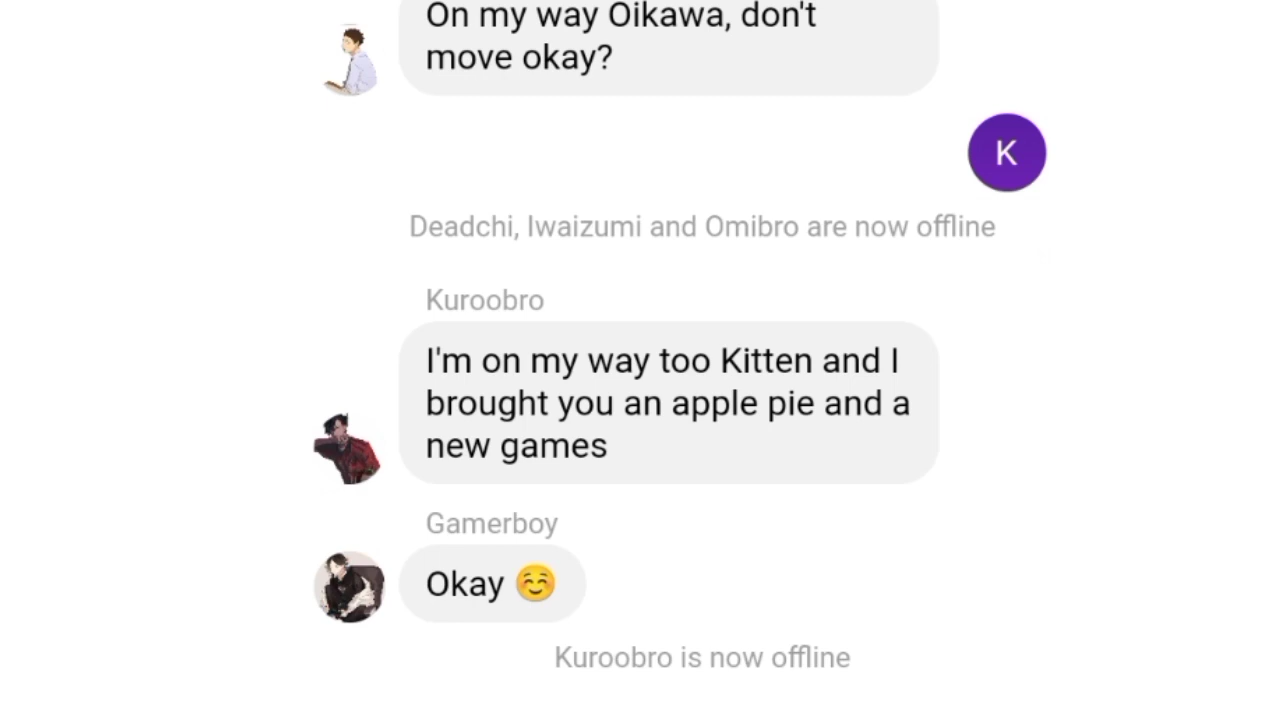 On my way Oikawa, don't
move okay?
K
Deadchi, Iwaizumi and Omibro are now offline
Kuroobro
I'm on my way too Kitten and I
brought you an apple pie and a
new games
Gamerboy
Okay ☺️
Kuroobro is now offline